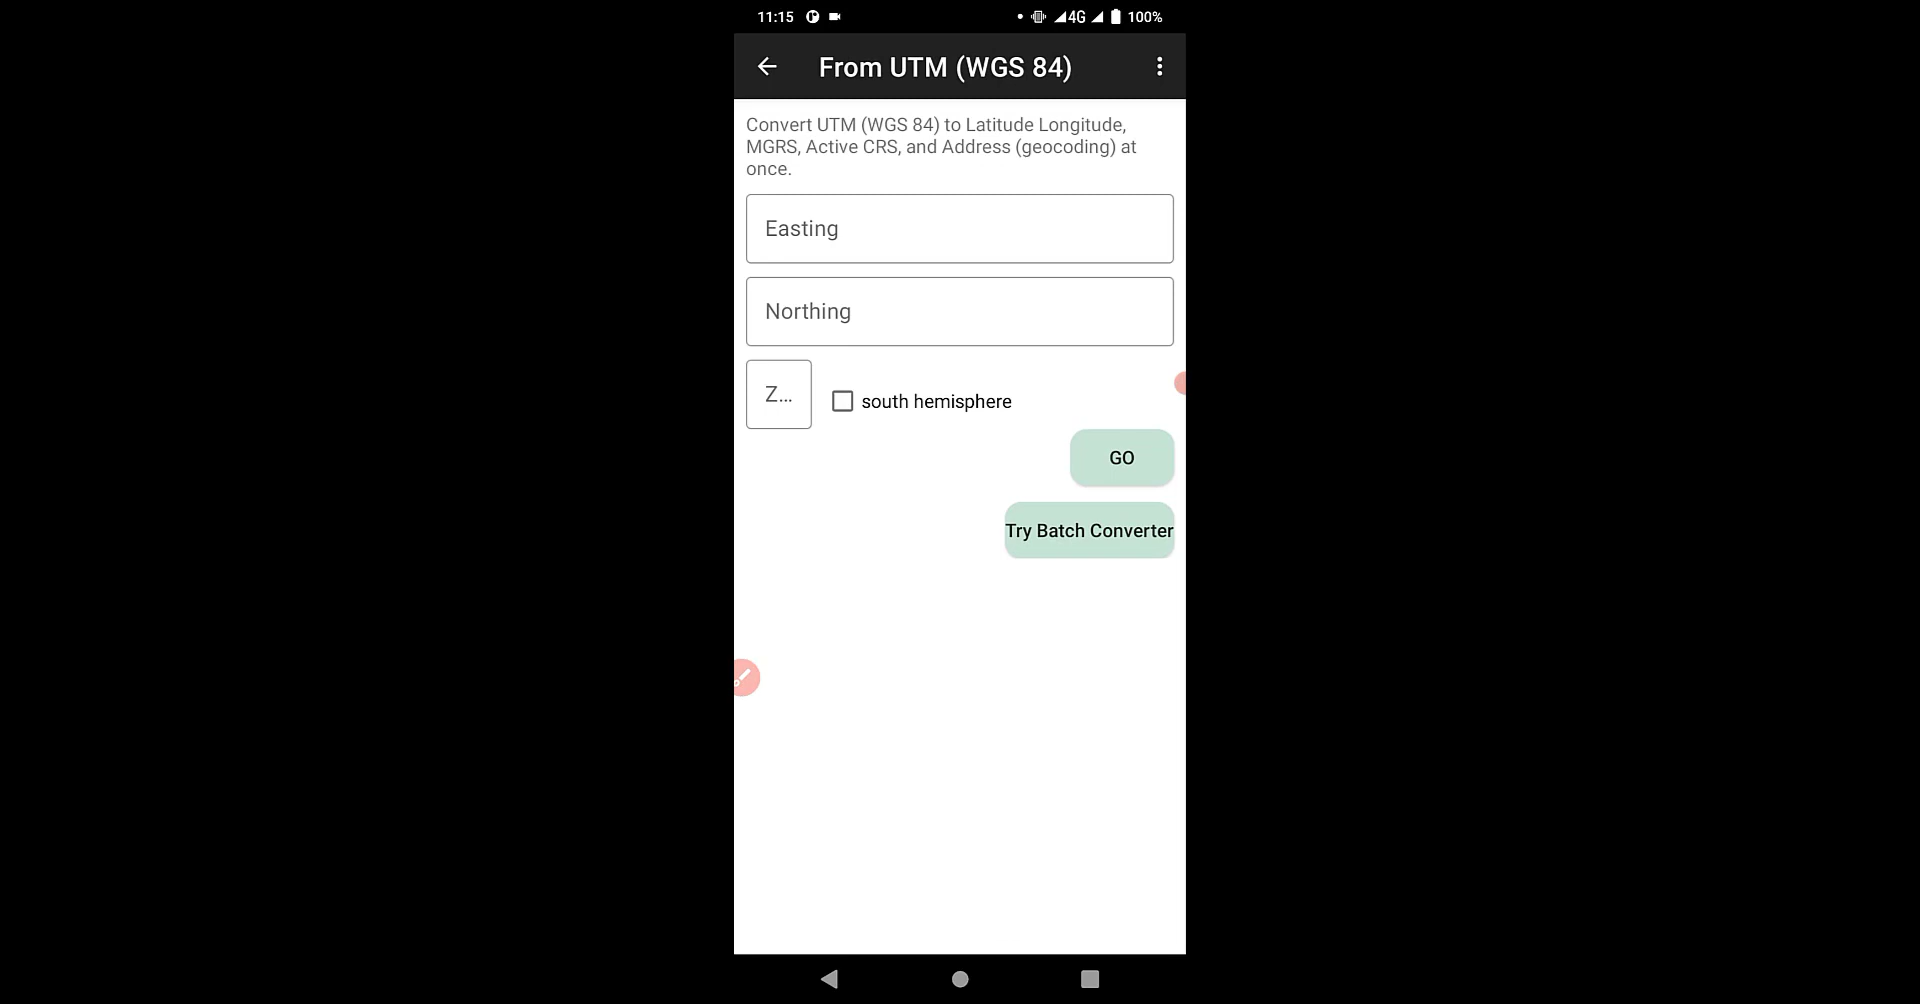 11:15 4G 100%
From UTM (WGS 84)
Convert UTM (WGS 84) to Latitude Longitude,
MGRS, Active CRS, and Address (geocoding) at
once.
Easting
Northing
Z... south hemisphere
GO
Try Batch Converter